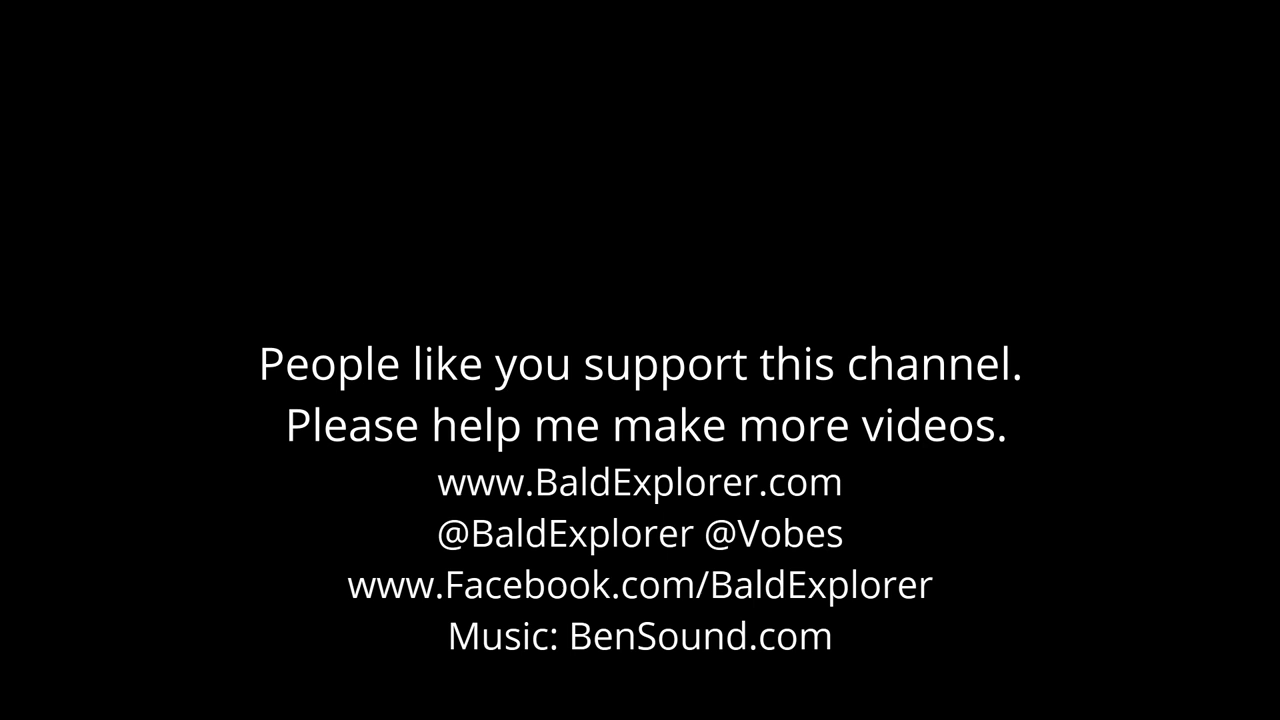 People like you support this channel.
Please help me make more videos.
www.BaldExplorer.com
@BaldExplorer @Vobes
www.Facebook.com/BaldExplorer
Music: BenSound.com